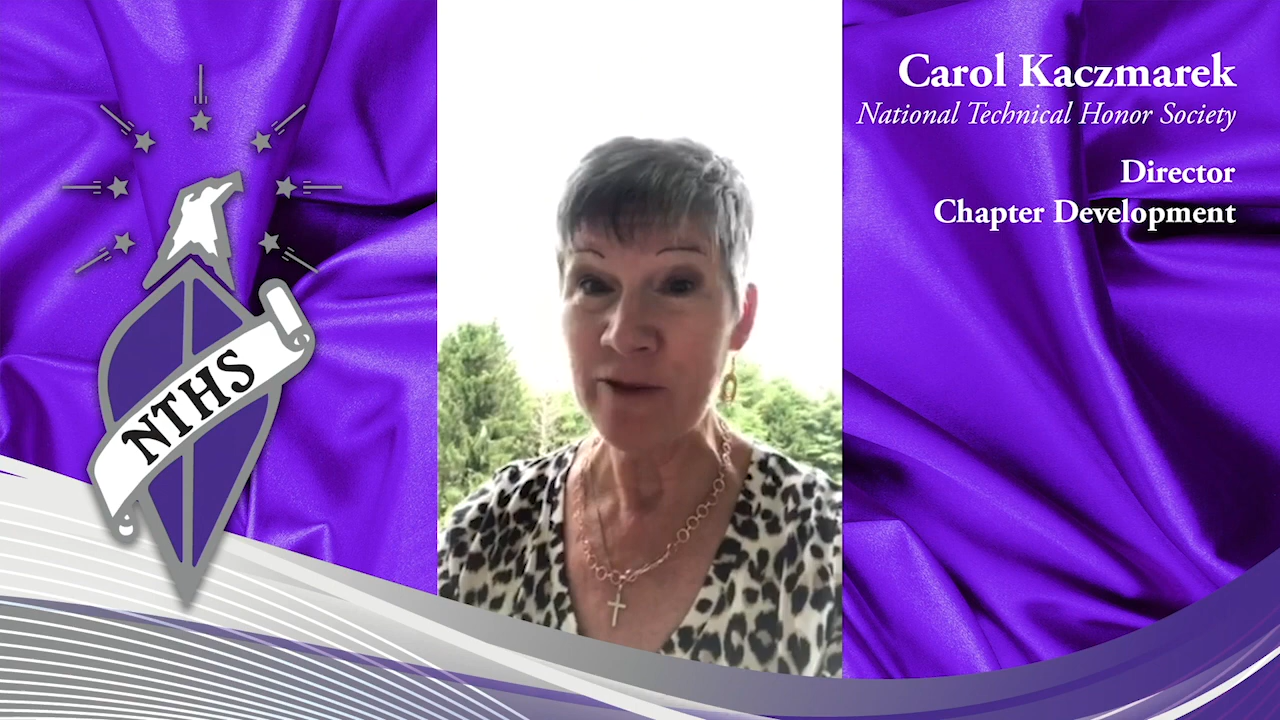 Carol Kaczmarek
National Technical Honor Society
Director
Chapter Development
NTHS